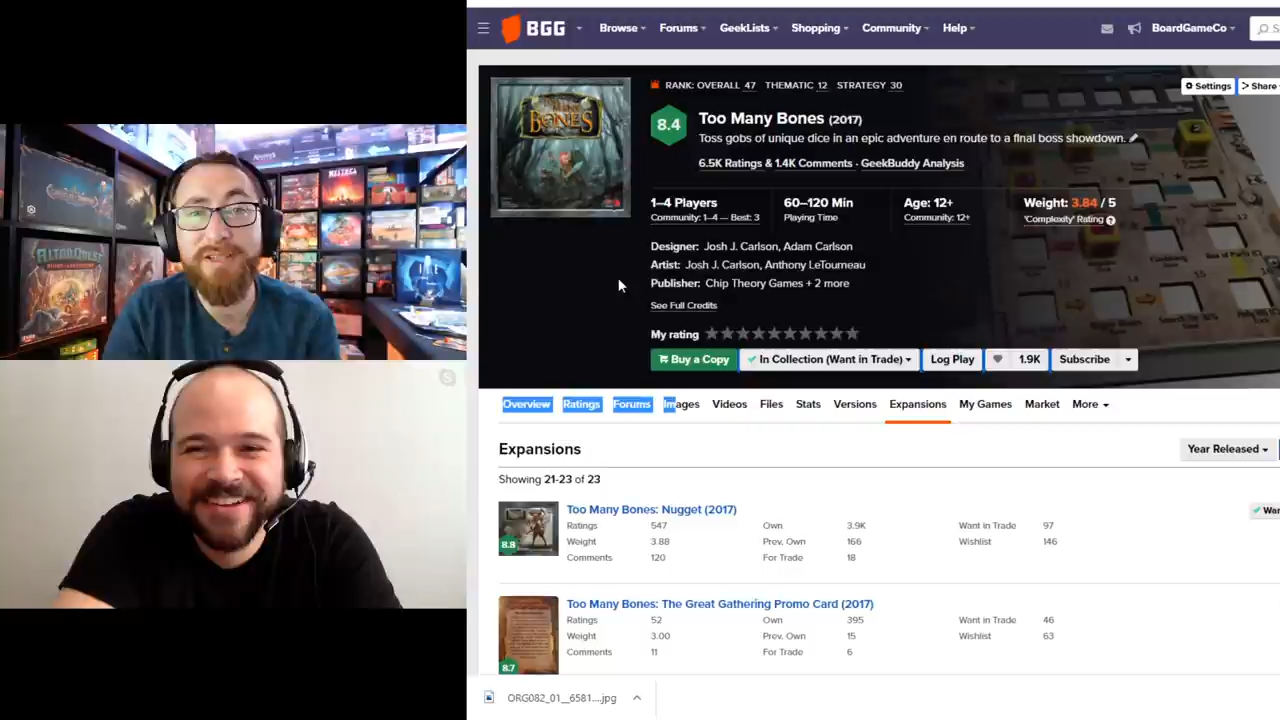 BGG
Browse Forums GeekLists Shopping Community Help BoardGameCo
RANK: OVERALL 47 THEMATIC 12 STRATEGY 30
Settings Share
8.4 Too Many Bones (2017)
Toss gobs of unique dice in an epic adventure en route to a final boss showdown.
6.5K Ratings & 1.4K Comments · GeekBuddy Analysis
1–4 Players 60–120 Min Age: 12+ Weight: 3.84 / 5
Community: 1–4 — Best: 3 Playing Time Community: 12+ 'Complexity' Rating
Designer: Josh J. Carlson, Adam Carlson
Artist: Josh J. Carlson, Anthony LeTourneau
Publisher: Chip Theory Games + 2 more
See Full Credits
My rating
Buy a Copy In Collection (Want in Trade) Log Play 1.9K Subscribe
Overview Ratings Forums Images Videos Files Stats Versions Expansions My Games Market More
Expansions Year Released
Showing 21-23 of 23
Too Many Bones: Nugget (2017)
Ratings 547 Own 3.9K Want in Trade 97
Weight 3.88 Prev. Own 166 Wishlist 146
Comments 120 For Trade 18
8.8
Too Many Bones: The Great Gathering Promo Card (2017)
Ratings 52 Own 395 Want in Trade 46
Weight 3.00 Prev. Own 15 Wishlist 63
Comments 11 For Trade 6
8.7
ORG082_01__6581....jpg
BONES
ALTAR QUEST